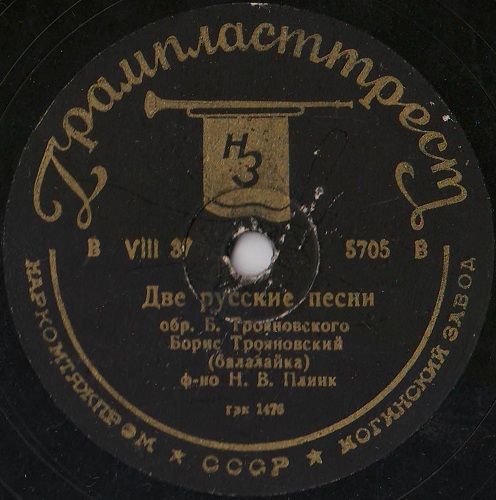 Грампласттрест
НЗ
В VIII 37 5705 В
Две русские песни
обр. Б. Трояновского
Борис Трояновский
(балалайка)
ф-но Н. В. Плинк
грк 1476
НАРКОМТЯЖПРОМ ★ СССР ★ НОГИНСКИЙ ЗАВОД